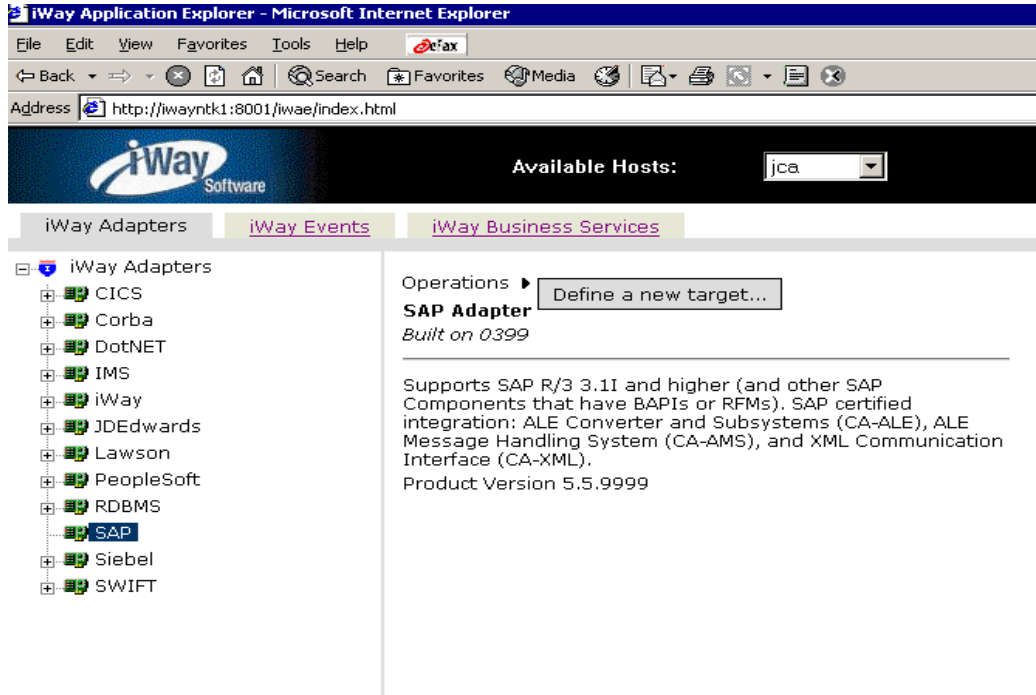 iWay Application Explorer - Microsoft Internet Explorer
File Edit View Favorites Tools Help eFax
Back Search Favorites Media
Address http://iwayntk1:8001/iwae/index.html
iWay Software
Available Hosts: jca
iWay Adapters iWay Events iWay Business Services
iWay Adapters
CICS
Corba
DotNET
IMS
iWay
JDEdwards
Lawson
PeopleSoft
RDBMS
SAP
Siebel
SWIFT
Operations Define a new target...
SAP Adapter
Built on 0399
Supports SAP R/3 3.1I and higher (and other SAP
Components that have BAPIs or RFMs). SAP certified
integration: ALE Converter and Subsystems (CA-ALE), ALE
Message Handling System (CA-AMS), and XML Communication
Interface (CA-XML).
Product Version 5.5.9999